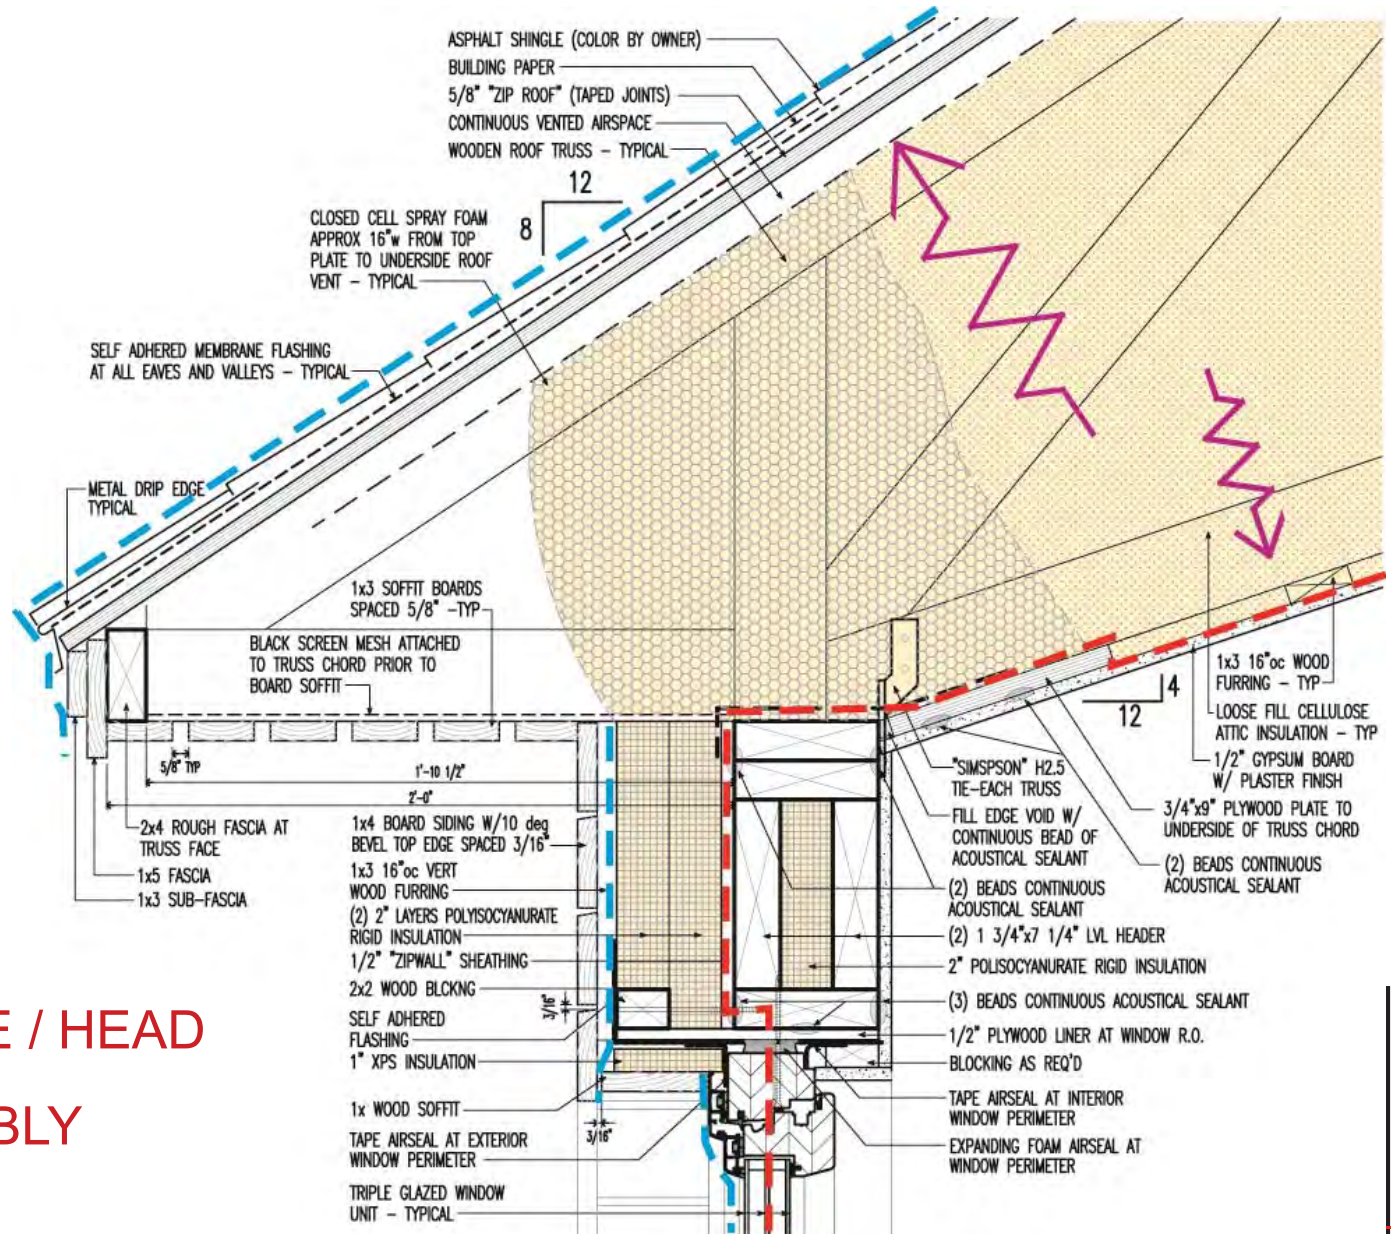 ASPHALT SHINGLE (COLOR BY OWNER)
BUILDING PAPER
5/8" "ZIP ROOF" (TAPED JOINTS)
CONTINUOUS VENTED AIRSPACE
WOODEN ROOF TRUSS - TYPICAL
12
8
CLOSED CELL SPRAY FOAM
APPROX 16"w FROM TOP
PLATE TO UNDERSIDE ROOF
VENT - TYPICAL
SELF ADHERED MEMBRANE FLASHING
AT ALL EAVES AND VALLEYS - TYPICAL
METAL DRIP EDGE
TYPICAL
1x3 SOFFIT BOARDS
SPACED 5/8" -TYP
BLACK SCREEN MESH ATTACHED
TO TRUSS CHORD PRIOR TO
BOARD SOFFIT
5/8" TYP
1'-10 1/2"
2'-0"
2x4 ROUGH FASCIA AT
TRUSS FACE
1x5 FASCIA
1x3 SUB-FASCIA
1x4 BOARD SIDING W/10 deg
BEVEL TOP EDGE SPACED 3/16"
1x3 16"oc VERT
WOOD FURRING
(2) 2" LAYERS POLYISOCYANURATE
RIGID INSULATION
1/2" "ZIPWALL" SHEATHING
2x2 WOOD BLCKNG
SELF ADHERED
FLASHING
1" XPS INSULATION
1x WOOD SOFFIT
TAPE AIRSEAL AT EXTERIOR
WINDOW PERIMETER
TRIPLE GLAZED WINDOW
UNIT - TYPICAL
3/16"
3/16"
E / HEAD
BLY
4
12
1x3 16"oc WOOD
FURRING - TYP
LOOSE FILL CELLULOSE
ATTIC INSULATION - TYP
1/2" GYPSUM BOARD
W/ PLASTER FINISH
3/4"x9" PLYWOOD PLATE TO
UNDERSIDE OF TRUSS CHORD
(2) BEADS CONTINUOUS
ACOUSTICAL SEALANT
"SIMSPSON" H2.5
TIE-EACH TRUSS
FILL EDGE VOID W/
CONTINUOUS BEAD OF
ACOUSTICAL SEALANT
(2) BEADS CONTINUOUS
ACOUSTICAL SEALANT
(2) 1 3/4"x7 1/4" LVL HEADER
2" POLISOCYANURATE RIGID INSULATION
(3) BEADS CONTINUOUS ACOUSTICAL SEALANT
1/2" PLYWOOD LINER AT WINDOW R.O.
BLOCKING AS REQ'D
TAPE AIRSEAL AT INTERIOR
WINDOW PERIMETER
EXPANDING FOAM AIRSEAL AT
WINDOW PERIMETER